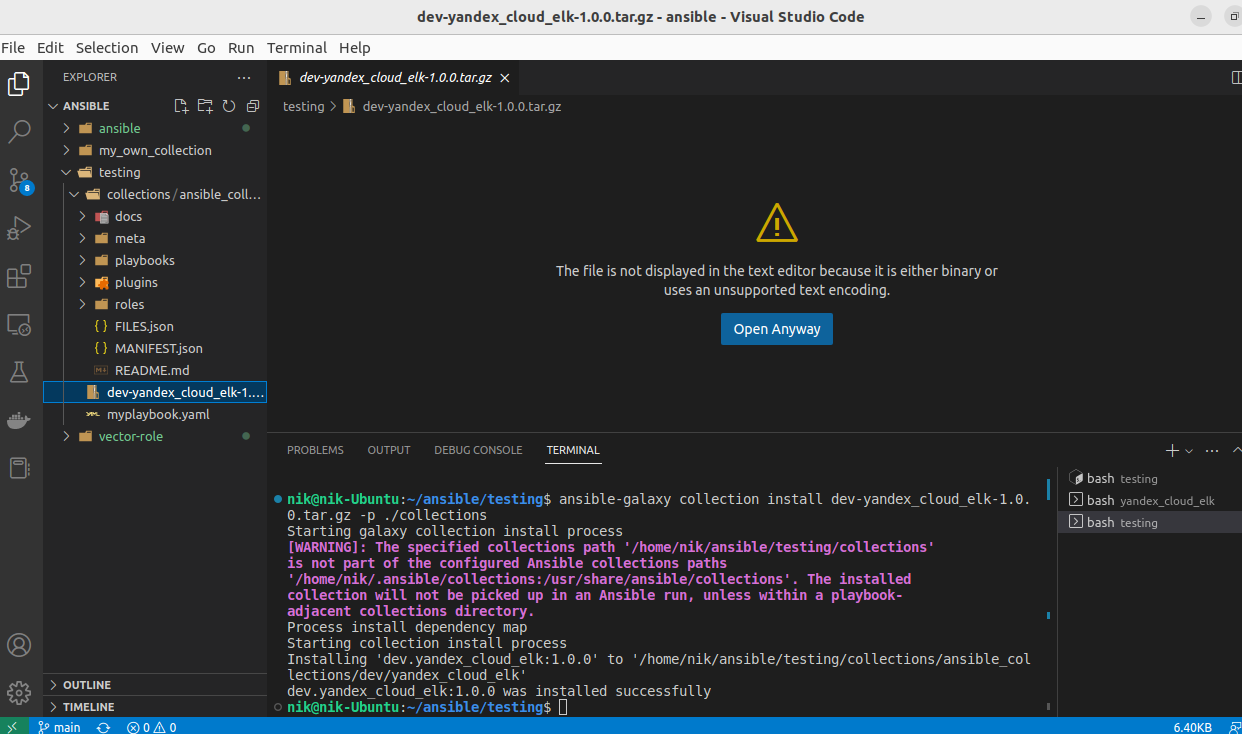 dev-yandex_cloud_elk-1.0.0.tar.gz - ansible - Visual Studio Code
File Edit Selection View Go Run Terminal Help
EXPLORER
ANSIBLE
ansible
my_own_collection
testing
collections / ansible_coll...
docs
meta
playbooks
plugins
roles
{ } FILES.json
{ } MANIFEST.json
README.md
dev-yandex_cloud_elk-1....
myplaybook.yaml
vector-role
OUTLINE
TIMELINE
8
dev-yandex_cloud_elk-1.0.0.tar.gz
testing > dev-yandex_cloud_elk-1.0.0.tar.gz
The file is not displayed in the text editor because it is either binary or
uses an unsupported text encoding.
Open Anyway
PROBLEMS OUTPUT DEBUG CONSOLE TERMINAL
nik@nik-Ubuntu:~/ansible/testing$ ansible-galaxy collection install dev-yandex_cloud_elk-1.0.
0.tar.gz -p ./collections
Starting galaxy collection install process
[WARNING]: The specified collections path '/home/nik/ansible/testing/collections'
is not part of the configured Ansible collections paths
'/home/nik/.ansible/collections:/usr/share/ansible/collections'. The installed
collection will not be picked up in an Ansible run, unless within a playbook-
adjacent collections directory.
Process install dependency map
Starting collection install process
Installing 'dev.yandex_cloud_elk:1.0.0' to '/home/nik/ansible/testing/collections/ansible_col
lections/dev/yandex_cloud_elk'
dev.yandex_cloud_elk:1.0.0 was installed successfully
nik@nik-Ubuntu:~/ansible/testing$
bash testing
bash yandex_cloud_elk
bash testing
main 0 0 6.40KB